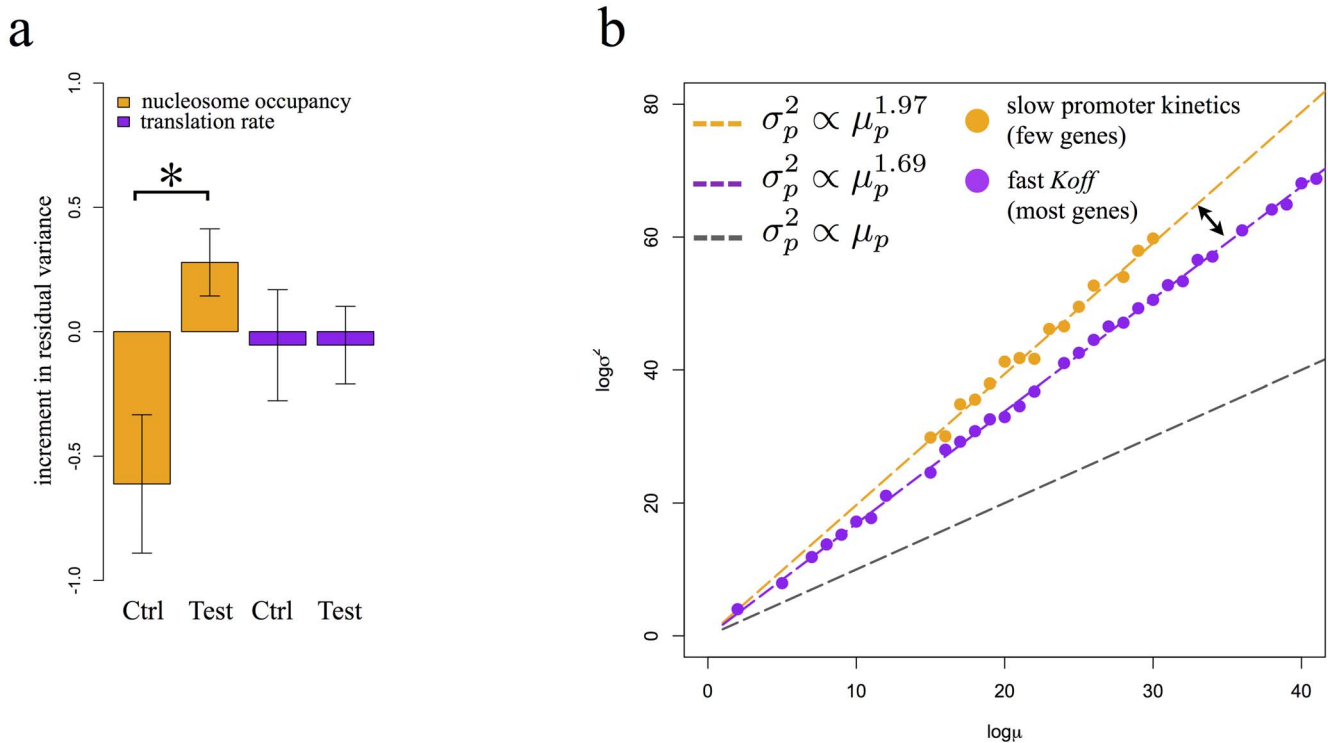 a
b
1.0
0.5
0.0
-0.5
-1.0
increment in residual variance
nucleosome occupancy
translation rate
*
Ctrl
Test
Ctrl
Test
80
60
40
20
0
logσ²
σ_p^2 ∝ μ_p^{1.97}
σ_p^2 ∝ μ_p^{1.69}
σ_p^2 ∝ μ_p
slow promoter kinetics
(few genes)
fast Koff
(most genes)
0
10
20
30
40
logμ